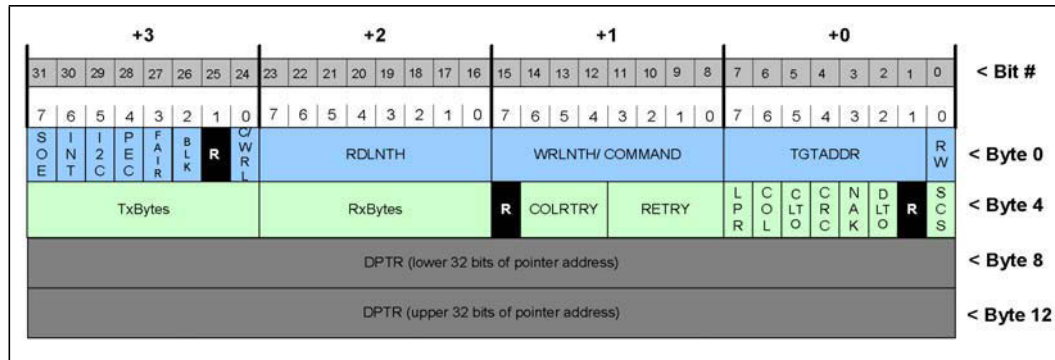 +3 +2 +1 +0
31 30 29 28 27 26 25 24 23 22 21 20 19 18 17 16 15 14 13 12 11 10 9 8 7 6 5 4 3 2 1 0 < Bit #
7 6 5 4 3 2 1 0 7 6 5 4 3 2 1 0 7 6 5 4 3 2 1 0 7 6 5 4 3 2 1 0
SOE INT I2C PEC FAIR BLK R C/WRL RDLNTH WRLNTH/ COMMAND TGTADDR RW < Byte 0
TxBytes RxBytes R COLRTRY RETRY LPR COL CLTO CRC NAK DLTO R SCS < Byte 4
DPTR (lower 32 bits of pointer address) < Byte 8
DPTR (upper 32 bits of pointer address) < Byte 12